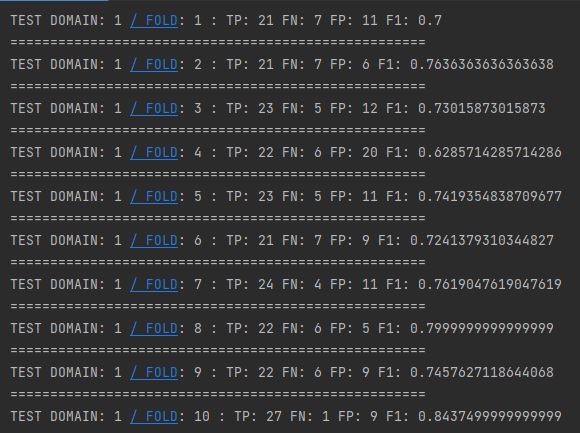 TEST DOMAIN: 1 / FOLD: 1 : TP: 21 FN: 7 FP: 11 F1: 0.7
====================================================
TEST DOMAIN: 1 / FOLD: 2 : TP: 21 FN: 7 FP: 6 F1: 0.7636363636363638
====================================================
TEST DOMAIN: 1 / FOLD: 3 : TP: 23 FN: 5 FP: 12 F1: 0.73015873015873
====================================================
TEST DOMAIN: 1 / FOLD: 4 : TP: 22 FN: 6 FP: 20 F1: 0.6285714285714286
====================================================
TEST DOMAIN: 1 / FOLD: 5 : TP: 23 FN: 5 FP: 11 F1: 0.7419354838709677
====================================================
TEST DOMAIN: 1 / FOLD: 6 : TP: 21 FN: 7 FP: 9 F1: 0.7241379310344827
====================================================
TEST DOMAIN: 1 / FOLD: 7 : TP: 24 FN: 4 FP: 11 F1: 0.7619047619047619
====================================================
TEST DOMAIN: 1 / FOLD: 8 : TP: 22 FN: 6 FP: 5 F1: 0.7999999999999999
====================================================
TEST DOMAIN: 1 / FOLD: 9 : TP: 22 FN: 6 FP: 9 F1: 0.7457627118644068
====================================================
TEST DOMAIN: 1 / FOLD: 10 : TP: 27 FN: 1 FP: 9 F1: 0.8437499999999999